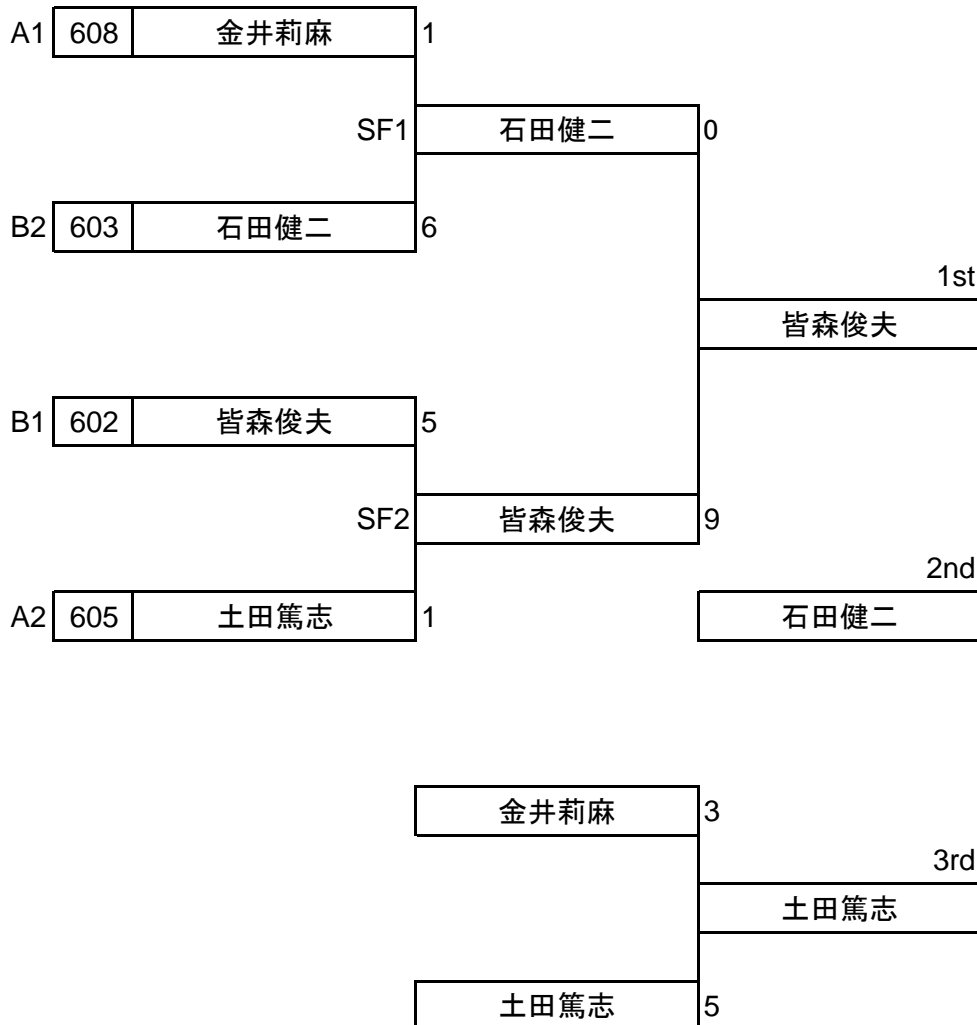 A1 608 金井莉麻 1
SF1 石田健二 0
B2 603 石田健二 6
1st
皆森俊夫
B1 602 皆森俊夫 5
SF2 皆森俊夫 9
2nd
A2 605 土田篤志 1 石田健二
金井莉麻 3
3rd
土田篤志
土田篤志 5